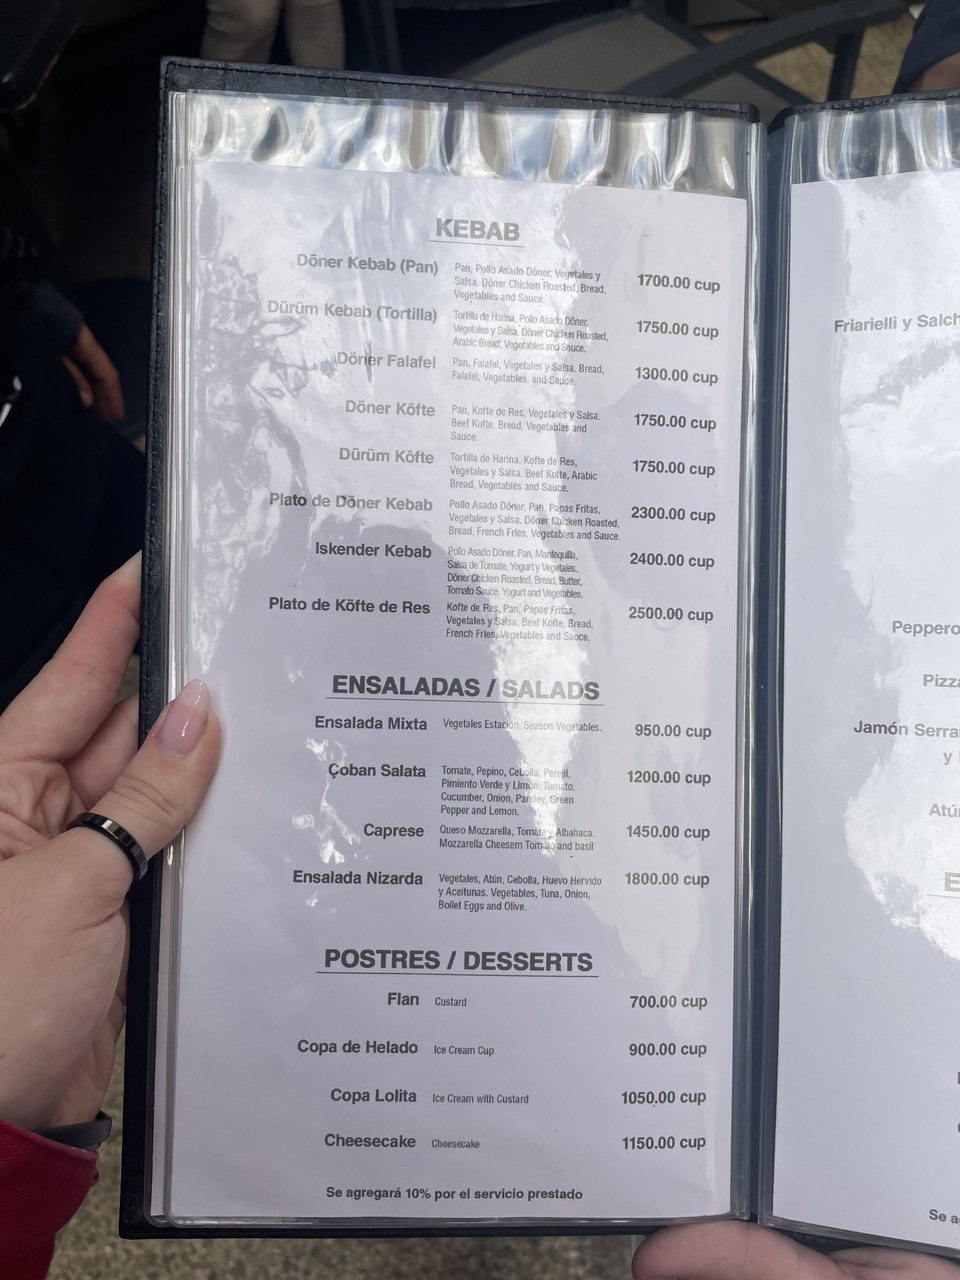 KEBAB
Döner Kebab (Pan)
Pan, Pollo Asado Döner, Vegetales y
Salsa. Döner Chicken Roasted, Bread,
Vegetables and Sauce.
1700.00 cup
Dürüm Kebab (Tortilla)
Tortilla de Harina, Pollo Asado Döner,
Vegetales y Salsa. Döner Chicken Roasted,
Arabic Bread, Vegetables and Sauce.
1750.00 cup
Döner Falafel
Pan, Falafel, Vegetales y Salsa. Bread,
Falafel, Vegetables, and Sauce.
1300.00 cup
Döner Kôfte
Pan, Kofte de Res, Vegetales y Salsa.
Beef Kofte, Bread, Vegetables and
Sauce.
1750.00 cup
Dürüm Kôfte
Tortilla de Harina, Kofte de Res,
Vegetales y Salsa. Beef Kofte, Arabic
Bread, Vegetables and Sauce.
1750.00 cup
Plato de Döner Kebab
Pollo Asado Döner, Pan, Papas Fritas,
Vegetales y Salsa. Döner Chicken Roasted,
Bread, French Fries, Vegetables and Sauce.
2300.00 cup
Iskender Kebab
Pollo Asado Döner, Pan, Mantequilla,
Salsa de Tomate, Yogurt y Vegetales.
Döner Chicken Roasted, Bread, Butter,
Tomato Sauce, Yogurt and Vegetables.
2400.00 cup
Plato de Köfte de Res
Kofte de Res, Pan, Papas Fritas,
Vegetales y Salsa. Beef Kofte, Bread,
French Fries, Vegetables and Sauce.
2500.00 cup
ENSALADAS / SALADS
Ensalada Mixta
Vegetales Estación. Season Vegetables.
950.00 cup
Çoban Salata
Tomate, Pepino, Cebolla, Perejil,
Pimiento Verde y Limón. Tomato.
Cucumber, Onion, Parsley, Green
Pepper and Lemon.
1200.00 cup
Caprese
Queso Mozzarella, Tomate y Albahaca.
Mozzarella Cheesem Tomato and basil
1450.00 cup
Ensalada Nizarda
Vegetales, Atún, Cebolla, Huevo Hervido
y Aceitunas. Vegetables, Tuna, Onion,
Boilet Eggs and Olive.
1800.00 cup
POSTRES / DESSERTS
Flan
Custard
700.00 cup
Copa de Helado
Ice Cream Cup
900.00 cup
Copa Lolita
Ice Cream with Custard
1050.00 cup
Cheesecake
Cheesecake
1150.00 cup
Se agregará 10% por el servicio prestado
Friarielli y Salch
Peppero
Pizza
Jamón Serra
y
Atún
E
Se ag